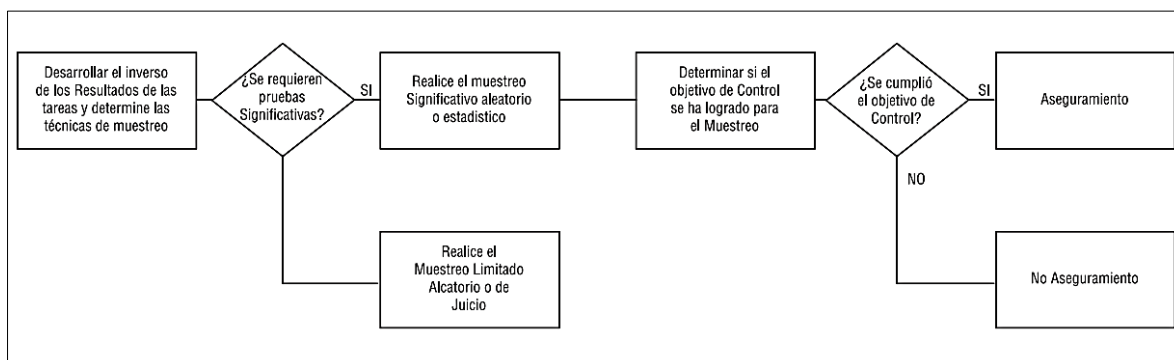 Desarrollar el inverso
de los Resultados de las
tareas y determine las
técnicas de muestreo
¿Se requieren
pruebas
Significativas?
SI
Realice el muestreo
Significativo aleatorio
o estadistico
Determinar si el
objetivo de Control
se ha logrado para
el Muestreo
¿Se cumplió
el objetivo de
Control?
SI
Aseguramiento
NO
Realice el
Muestreo Limitado
Alcatorio o de
Juicio
No Aseguramiento